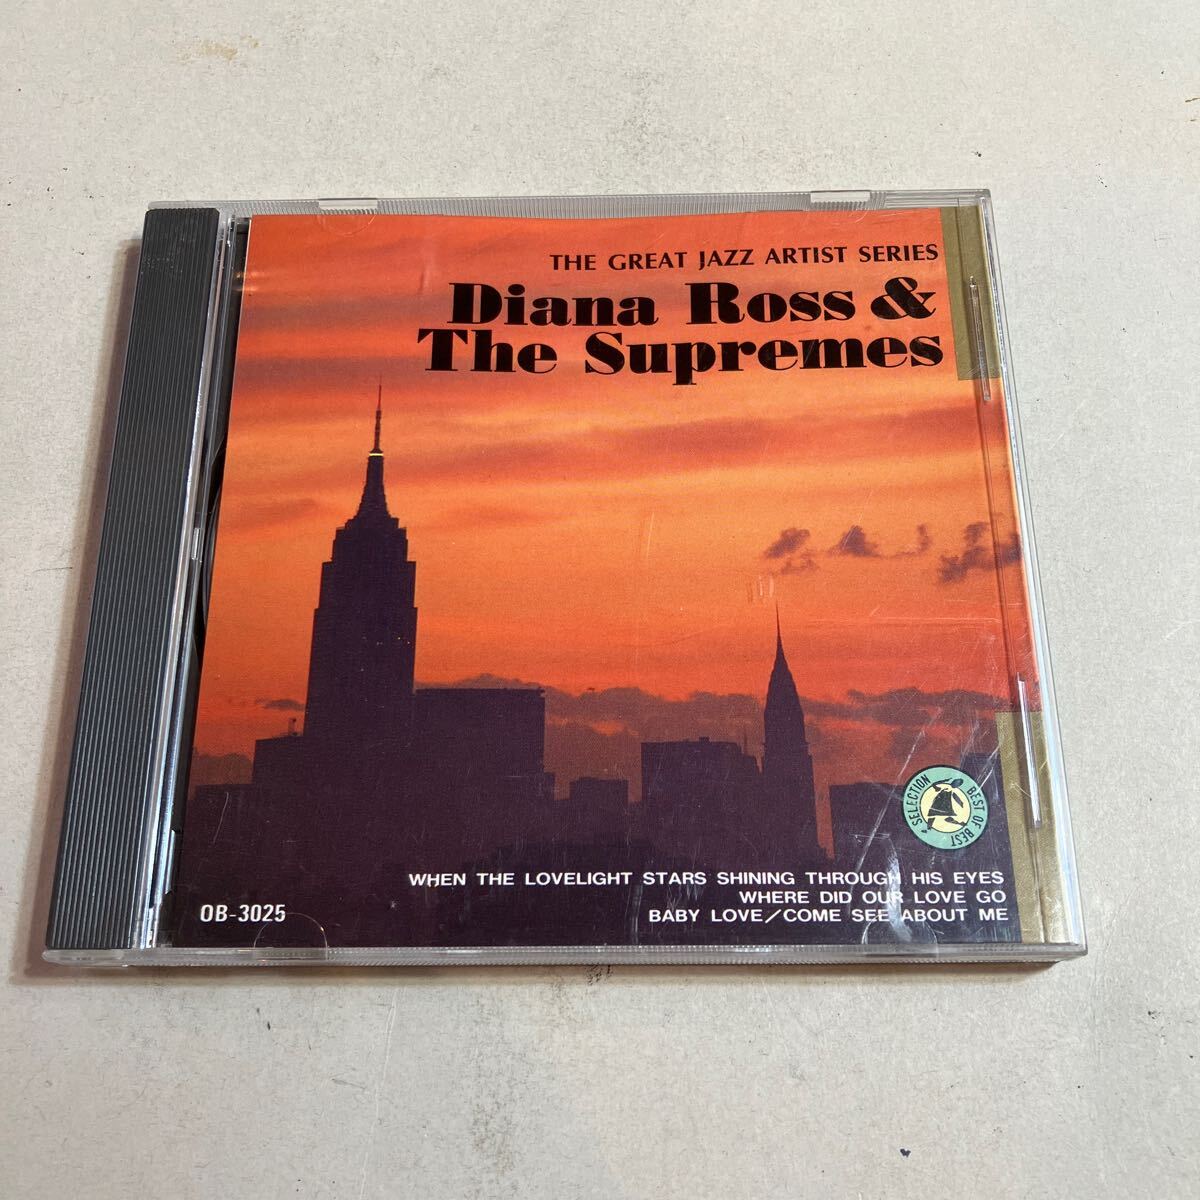 THE GREAT JAZZ ARTIST SERIES
Diana Ross &
The Supremes
SELECTION BEST OF BEST
WHEN THE LOVELIGHT STARS SHINING THROUGH HIS EYES
WHERE DID OUR LOVE GO
BABY LOVE/COME SEE ABOUT ME
OB-3025